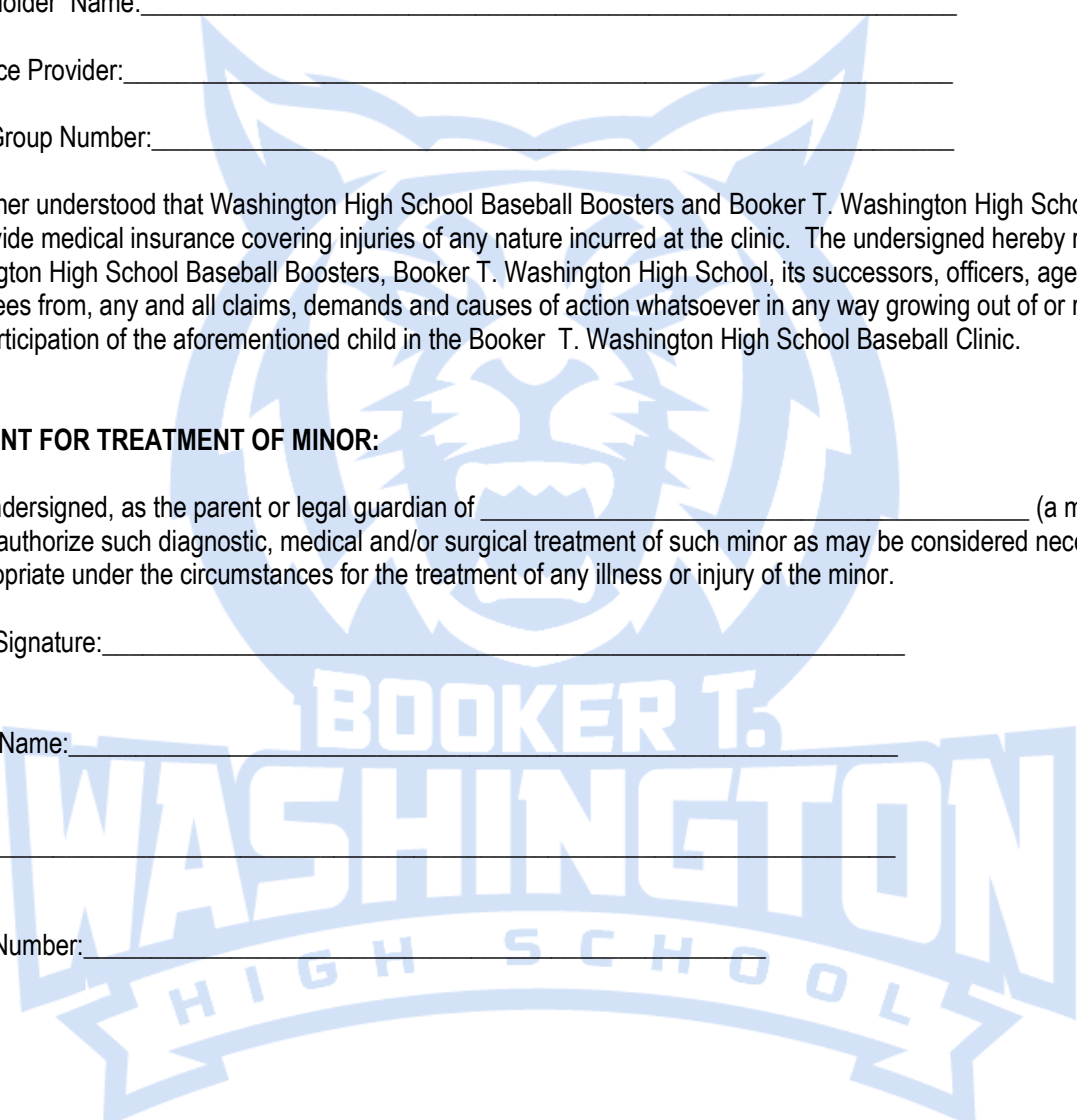 older Name:
ce Provider:
Group Number:
her understood that Washington High School Baseball Boosters and Booker T. Washington High Scho
vide medical insurance covering injuries of any nature incurred at the clinic. The undersigned hereby r
gton High School Baseball Boosters, Booker T. Washington High School, its successors, officers, age
ees from, any and all claims, demands and causes of action whatsoever in any way growing out of or r
rticipation of the aforementioned child in the Booker T. Washington High School Baseball Clinic.
NT FOR TREATMENT OF MINOR:
ndersigned, as the parent or legal guardian of ________________ (a m
authorize such diagnostic, medical and/or surgical treatment of such minor as may be considered nece
opriate under the circumstances for the treatment of any illness or injury of the minor.
Signature:
BOOKER T.
Name:
WASHINGTON
Number:
HIGH SCHOOL